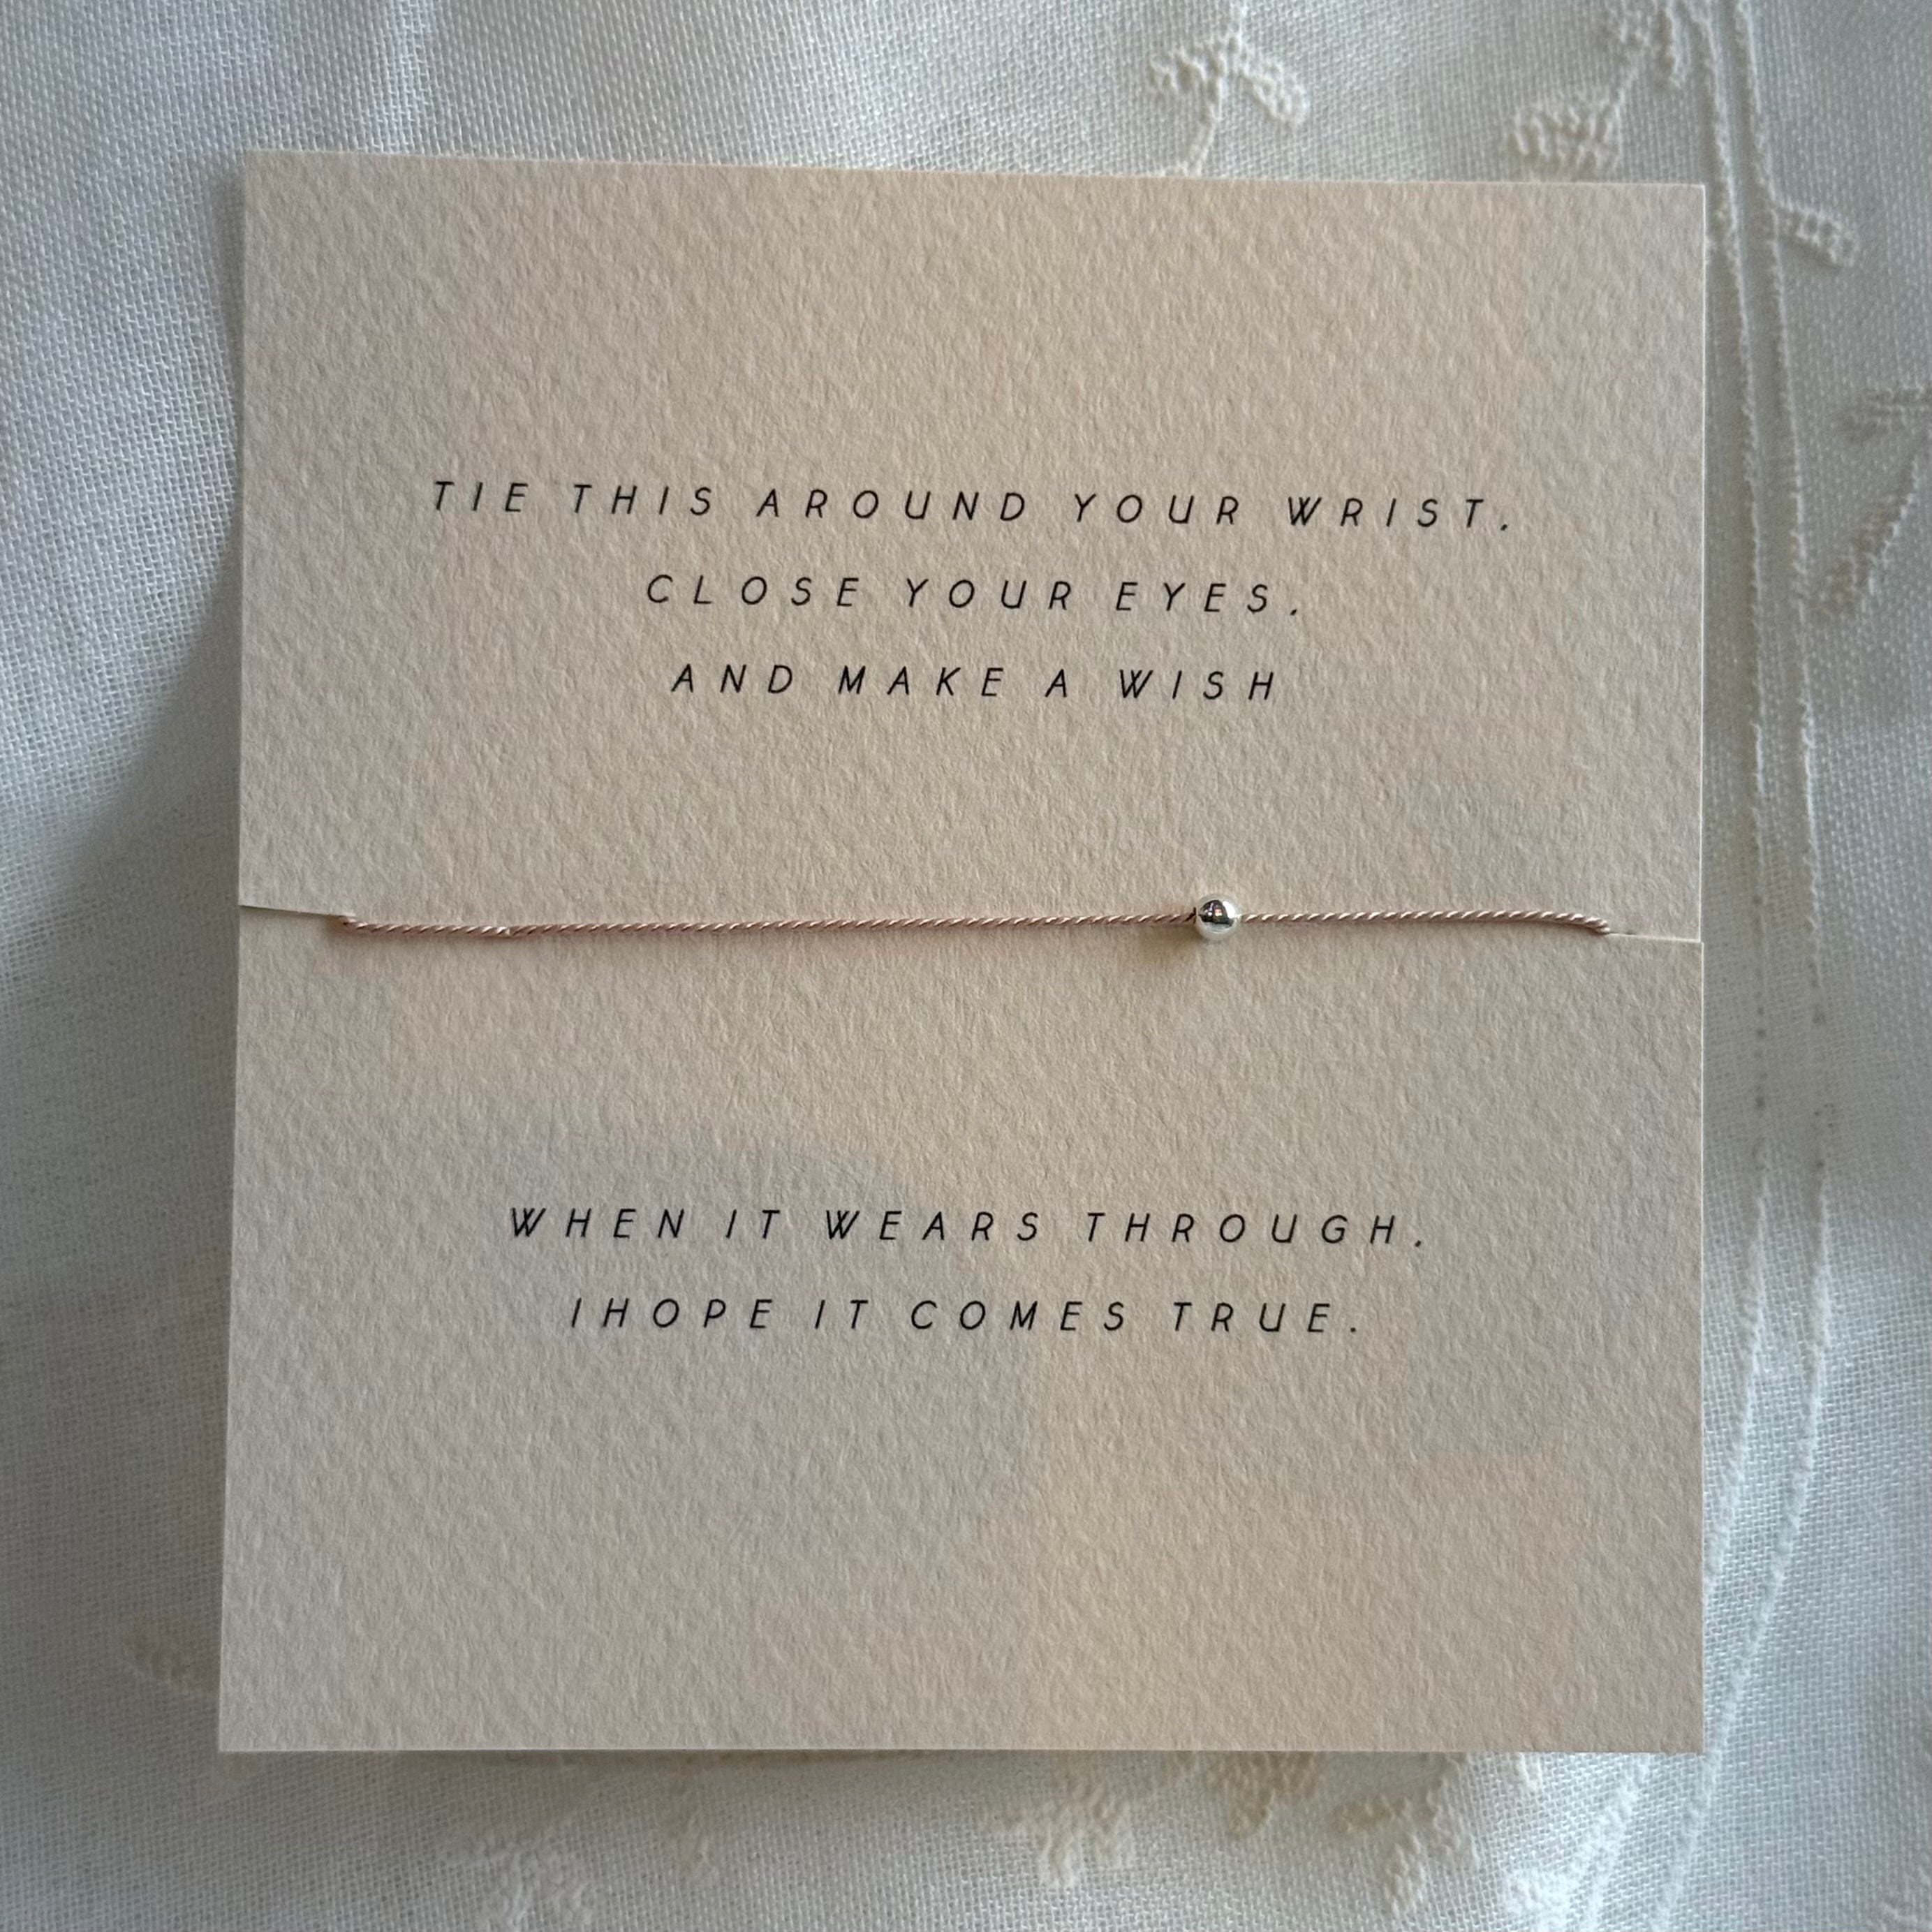 TIE THIS AROUND YOUR WRIST.
CLOSE YOUR EYES.
AND MAKE A WISH
WHEN IT WEARS THROUGH.
IHOPE IT COMES TRUE.